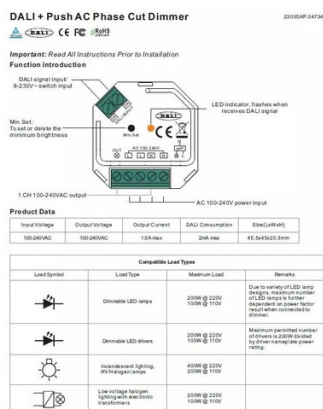 DALI + Push AC Phase Cut Dimmer
2303SAP.04734
DALI
CE FC RoHS
Important: Read All Instructions Prior to Installation
Function introduction
DALI signal input/
8-230V~ switch input
LED indicator, flashes when
receives DALI signal
DALI INPUT
DALI
Min.Set:
To set or delete the
minimum brightness
Min.Set
CE
OUT
AC 100-240V
L L N N
1 CH 100-240VAC output
AC 100-240V power input
Product Data
Input Voltage Output Voltage Output Current DALI Consumption Size(LxWxH)
100-240VAC 100-240VAC 1.5A max 2mA max 45.5x45x20.3mm
Compatible Load Types
Load Symbol Load Type Maximum Load Remarks
Dimmable LED lamps
200W @ 220V
100W @ 110V
Due to variety of LED lamp
designs, maximum number
of LED lamps is further
dependent on power factor
result when connected to
dimmer.
Dimmable LED drivers
200W @ 220V
100W @ 110V
Maximum permitted number
of drivers is 200W divided
by driver nameplate power
rating.
Incandescent lighting,
HV Halogen lamps
400W @ 220V
200W @ 110V
Low voltage halogen
lighting with electronic
transformers
200W @ 220V
100W @ 110V